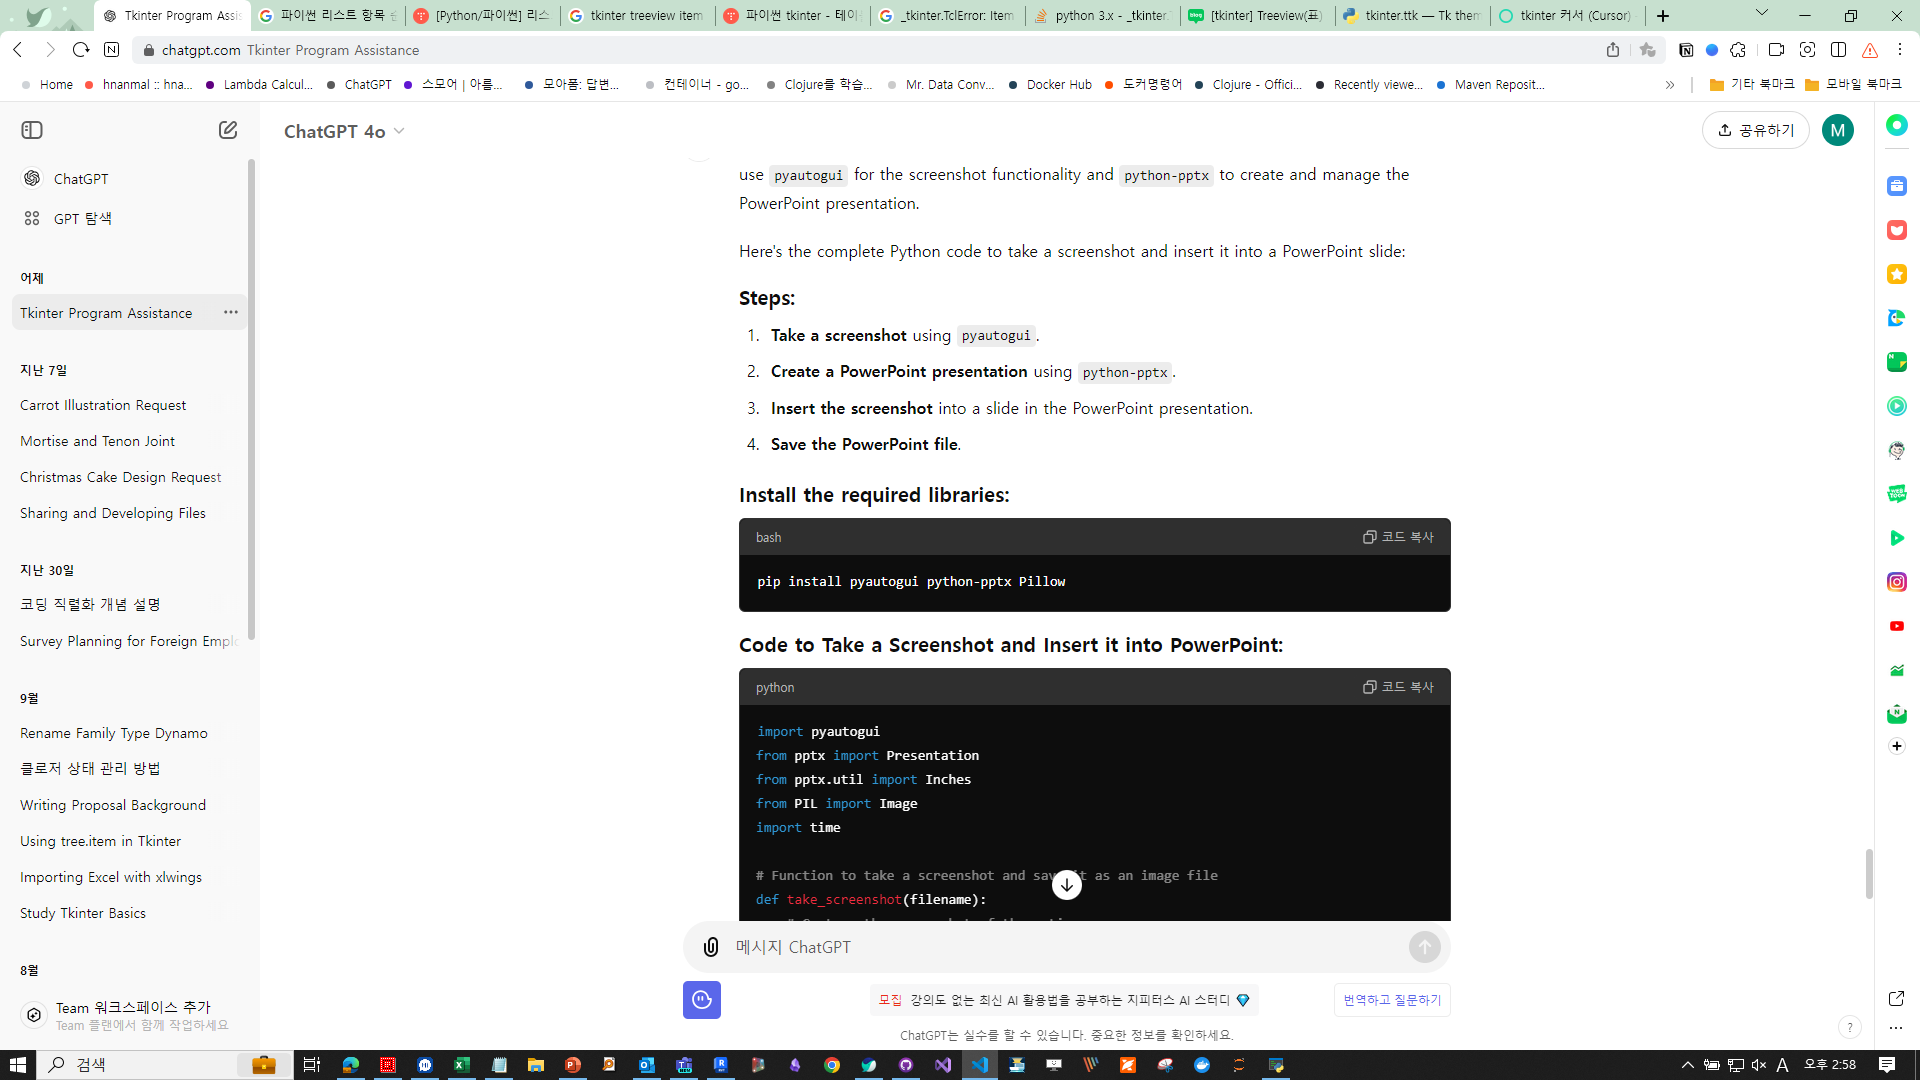 Tkinter Program Assis
파이썬 리스트 항목 순
[Python/파이썬] 리스
tkinter treeview item
파이썬 tkinter - 테이
_tkinter.TclError: Item
python 3.x - _tkinter.
[tkinter] Treeview(표)
tkinter.ttk — Tk them
tkinter 커서 (Cursor)
chatgpt.com Tkinter Program Assistance
Home
hnanmal :: hna...
Lambda Calcul...
ChatGPT
스모어 | 아름...
모아폼: 답변...
컨테이너 - go...
Clojure를 학습...
Mr. Data Conv...
Docker Hub
도커명령어
Clojure - Offici...
Recently viewe...
Maven Reposit...
»
기타 북마크
모바일 북마크
ChatGPT 4o
공유하기
M
ChatGPT
GPT 탐색
어제
Tkinter Program Assistance
지난 7일
Carrot Illustration Request
Mortise and Tenon Joint
Christmas Cake Design Request
Sharing and Developing Files
지난 30일
코딩 직렬화 개념 설명
Survey Planning for Foreign Emplo
9월
Rename Family Type Dynamo
클로저 상태 관리 방법
Writing Proposal Background
Using tree.item in Tkinter
Importing Excel with xlwings
Study Tkinter Basics
8월
Team 워크스페이스 추가
Team 플랜에서 함께 작업하세요
use pyautogui for the screenshot functionality and python-pptx to create and manage the
PowerPoint presentation.
Here's the complete Python code to take a screenshot and insert it into a PowerPoint slide:
Steps:
1. Take a screenshot using pyautogui.
2. Create a PowerPoint presentation using python-pptx.
3. Insert the screenshot into a slide in the PowerPoint presentation.
4. Save the PowerPoint file.
Install the required libraries:
bash
코드 복사
pip install pyautogui python-pptx Pillow
Code to Take a Screenshot and Insert it into PowerPoint:
python
코드 복사
import pyautogui
from pptx import Presentation
from pptx.util import Inches
from PIL import Image
import time
# Function to take a screenshot and save it as an image file
def take_screenshot(filename):
메시지 ChatGPT
모집 강의도 없는 최신 AI 활용법을 공부하는 지피터스 AI 스터디
번역하고 질문하기
ChatGPT는 실수를 할 수 있습니다. 중요한 정보를 확인하세요.
?
검색
A
오후 2:58